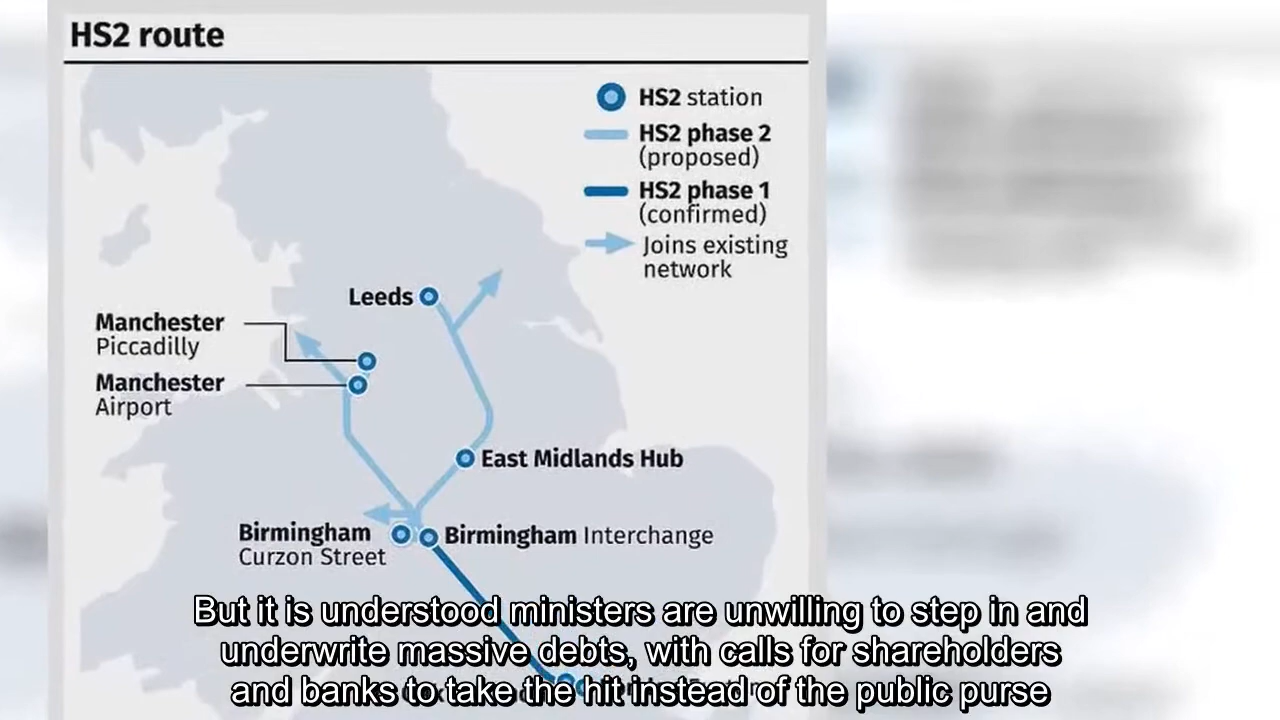 HS2 route
HS2 station
HS2 phase 2
(proposed)
HS2 phase 1
(confirmed)
Joins existing
network
Leeds
Manchester
Piccadilly
Manchester
Airport
East Midlands Hub
Birmingham
Curzon Street
Birmingham Interchange
But it is understood ministers are unwilling to step in and
underwrite massive debts, with calls for shareholders
and banks to take the hit instead of the public purse